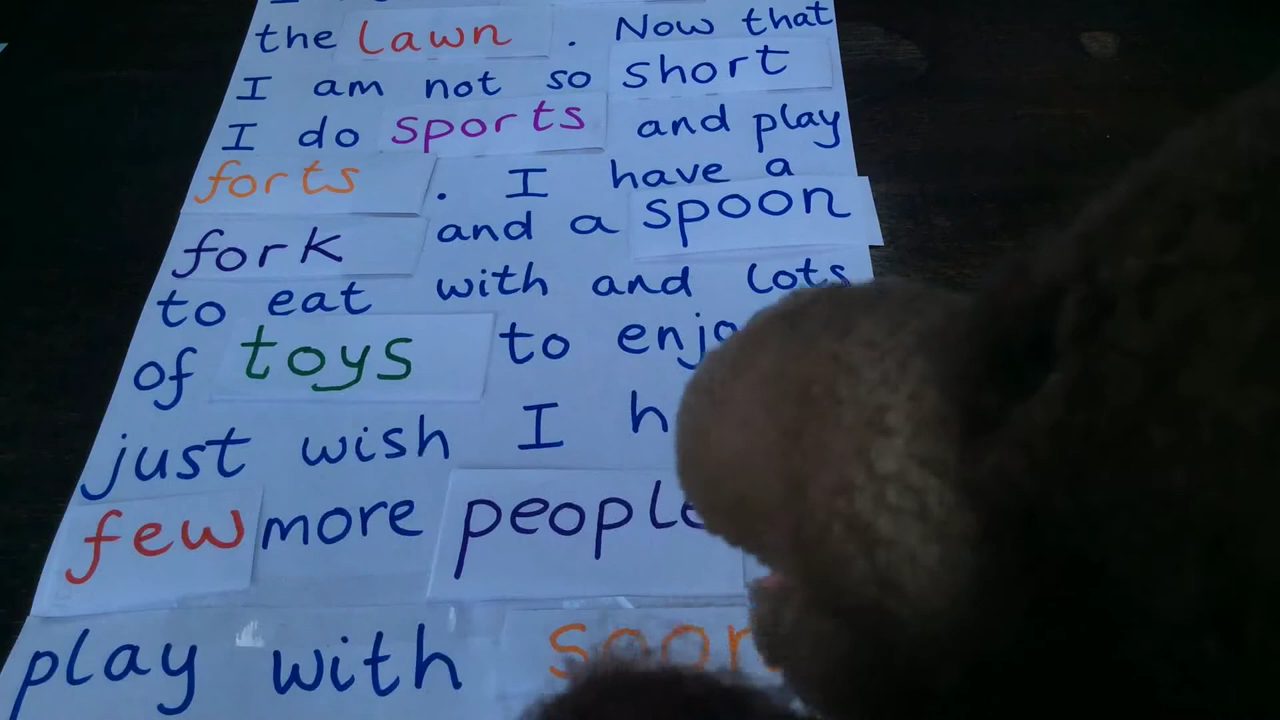 the lawn . Now that
I am not so short
I do sports and play
forts . I have a
fork and a spoon
to eat with and lots
of toys to
just wish I
few more people
play with